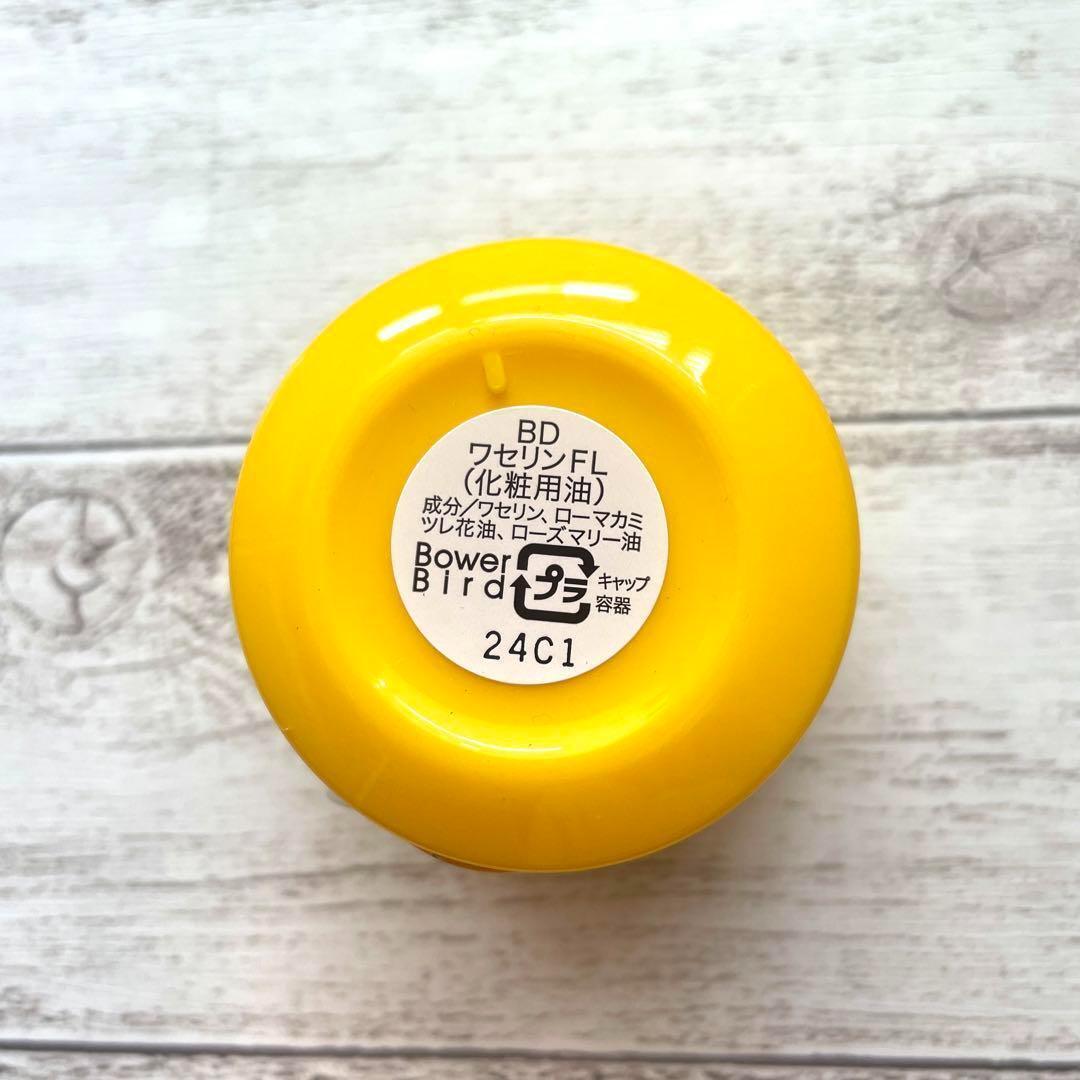 BD
ワセリンFL
(化粧用油)
成分/ワセリン、ローマカミ
ツレ花油、ローズマリー油
Bower
Bird
プラ
キャップ
容器
24C1